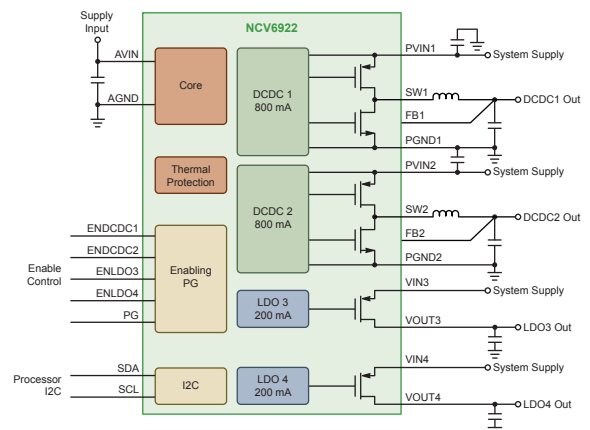 Supply
Input
NCV6922
AVIN
AGND
Core
Thermal
Protection
DCDC 1
800 mA
PVIN1
System Supply
SW1
DCDC1 Out
FB1
PGND1
PVIN2
System Supply
DCDC 2
800 mA
SW2
DCDC2 Out
FB2
PGND2
Enable
Control
ENDCDC1
ENDCDC2
ENLDO3
ENLDO4
PG
Enabling
PG
LDO 3
200 mA
VIN3
System Supply
VOUT3
LDO3 Out
Processor
I2C
SDA
SCL
I2C
LDO 4
200 mA
VIN4
System Supply
VOUT4
LDO4 Out